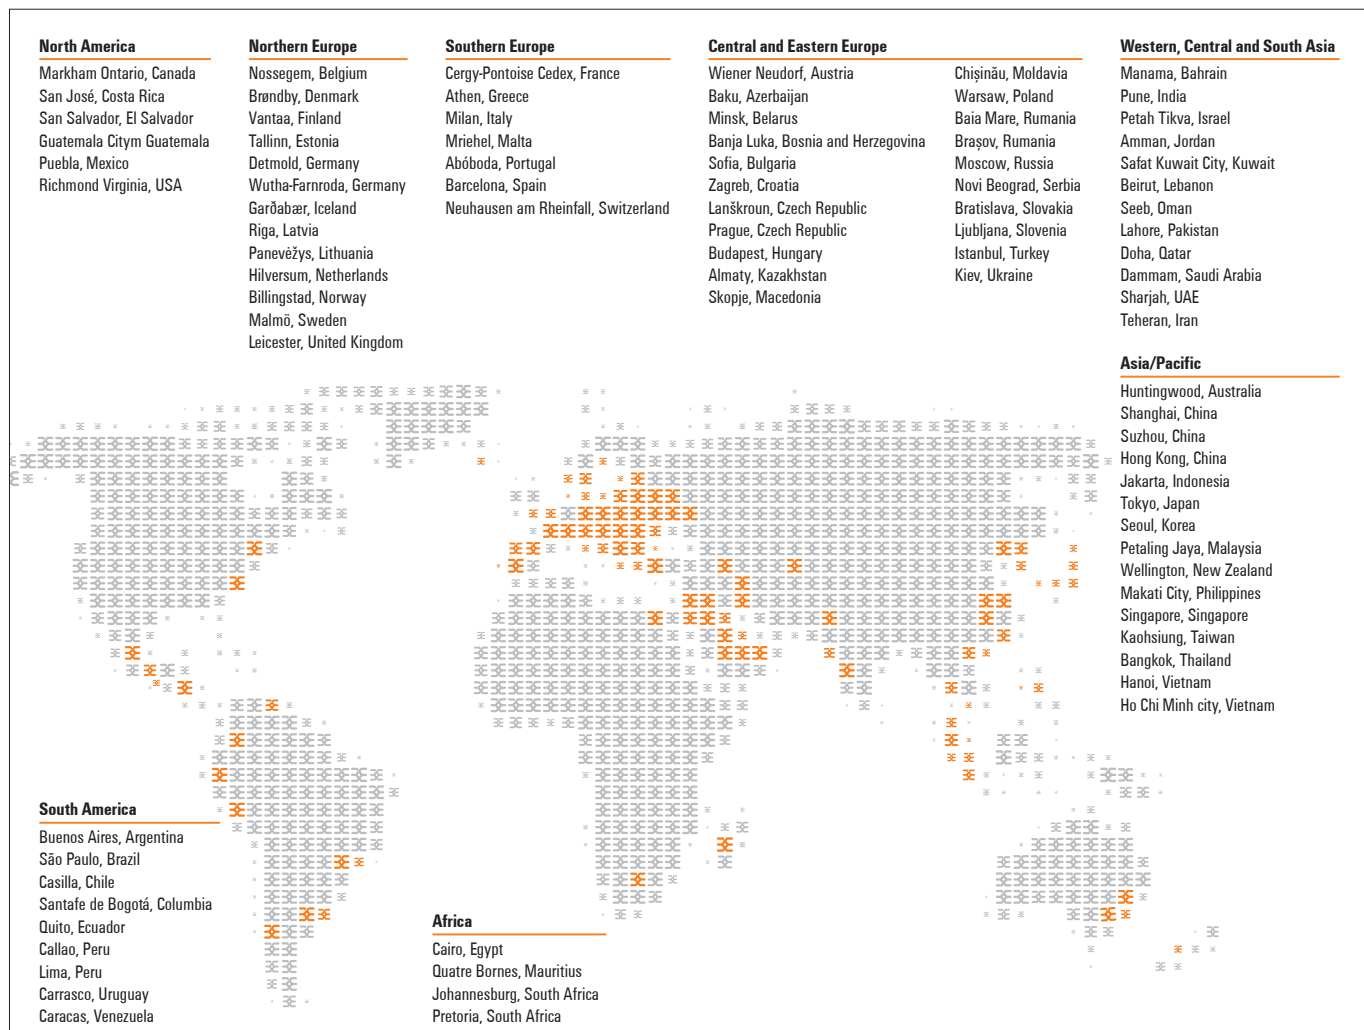 North America
Markham Ontario, Canada
San José, Costa Rica
San Salvador, El Salvador
Guatemala Citym Guatemala
Puebla, Mexico
Richmond Virginia, USA
Northern Europe
Nossegem, Belgium
Brøndby, Denmark
Vantaa, Finland
Tallinn, Estonia
Detmold, Germany
Wutha-Farnroda, Germany
Garðabær, Iceland
Riga, Latvia
Panevėžys, Lithuania
Hilversum, Netherlands
Billingstad, Norway
Malmö, Sweden
Leicester, United Kingdom
Southern Europe
Cergy-Pontoise Cedex, France
Athen, Greece
Milan, Italy
Mriehel, Malta
Abóboda, Portugal
Barcelona, Spain
Neuhausen am Rheinfall, Switzerland
Central and Eastern Europe
Wiener Neudorf, Austria
Baku, Azerbaijan
Minsk, Belarus
Banja Luka, Bosnia and Herzegovina
Sofia, Bulgaria
Zagreb, Croatia
Lanškroun, Czech Republic
Prague, Czech Republic
Budapest, Hungary
Almaty, Kazakhstan
Skopje, Macedonia
Chișinău, Moldavia
Warsaw, Poland
Baia Mare, Rumania
Brașov, Rumania
Moscow, Russia
Novi Beograd, Serbia
Bratislava, Slovakia
Ljubljana, Slovenia
Istanbul, Turkey
Kiev, Ukraine
Western, Central and South Asia
Manama, Bahrain
Pune, India
Petah Tikva, Israel
Amman, Jordan
Safat Kuwait City, Kuwait
Beirut, Lebanon
Seeb, Oman
Lahore, Pakistan
Doha, Qatar
Dammam, Saudi Arabia
Sharjah, UAE
Teheran, Iran
Asia/Pacific
Huntingwood, Australia
Shanghai, China
Suzhou, China
Hong Kong, China
Jakarta, Indonesia
Tokyo, Japan
Seoul, Korea
Petaling Jaya, Malaysia
Wellington, New Zealand
Makati City, Philippines
Singapore, Singapore
Kaohsiung, Taiwan
Bangkok, Thailand
Hanoi, Vietnam
Ho Chi Minh city, Vietnam
South America
Buenos Aires, Argentina
São Paulo, Brazil
Casilla, Chile
Santafe de Bogotá, Columbia
Quito, Ecuador
Callao, Peru
Lima, Peru
Carrasco, Uruguay
Caracas, Venezuela
Africa
Cairo, Egypt
Quatre Bornes, Mauritius
Johannesburg, South Africa
Pretoria, South Africa